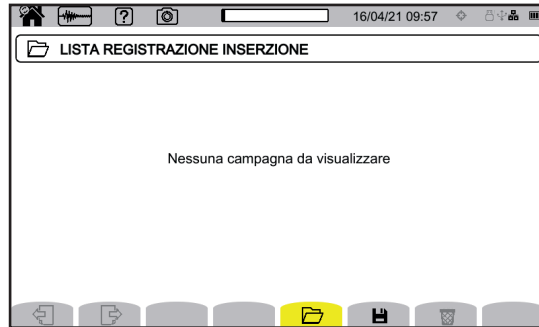 16/04/21 09:57
LISTA REGISTRAZIONE INSERZIONE
Nessuna campagna da visualizzare